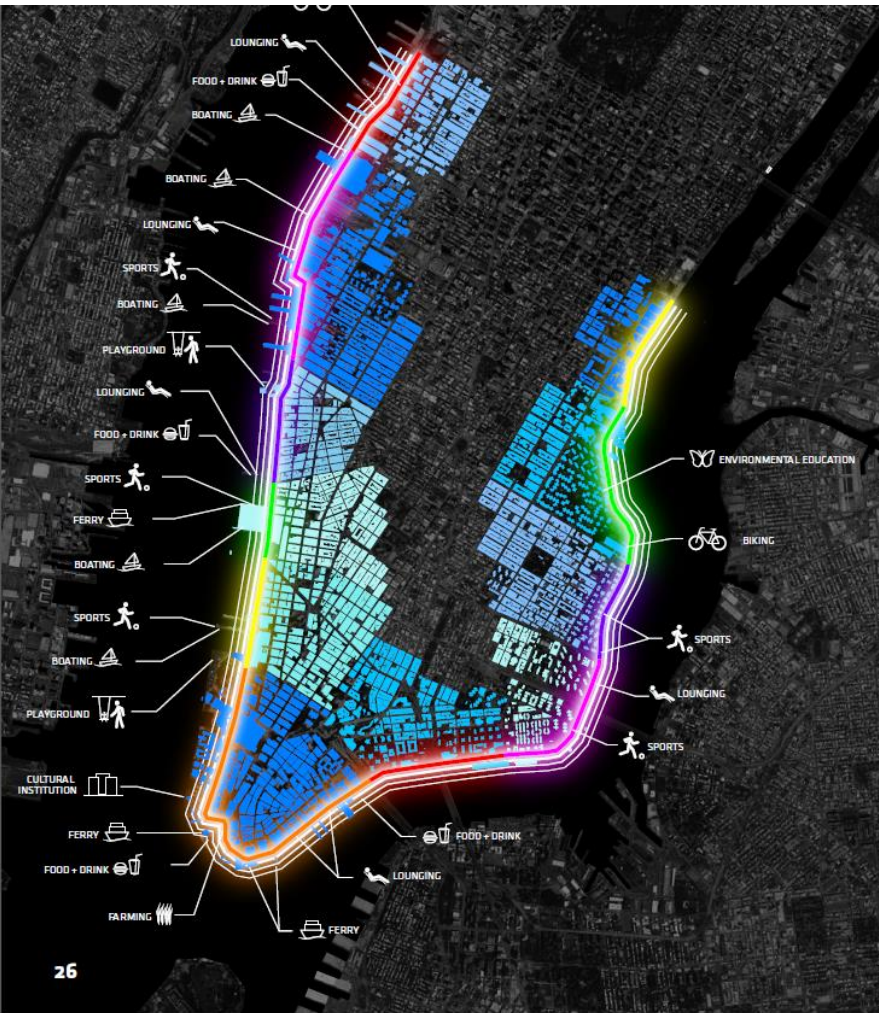 LOUNGING
FOOD + DRINK
BOATING
BOATING
LOUNGING
SPORTS
BOATING
PLAYGROUND
LOUNGING
FOOD + DRINK
SPORTS
FERRY
BOATING
SPORTS
BOATING
PLAYGROUND
CULTURAL
INSTITUTION
FERRY
FOOD + DRINK
FARMING
FERRY
LOUNGING
FOOD + DRINK
SPORTS
LOUNGING
SPORTS
BIKING
ENVIRONMENTAL EDUCATION
26